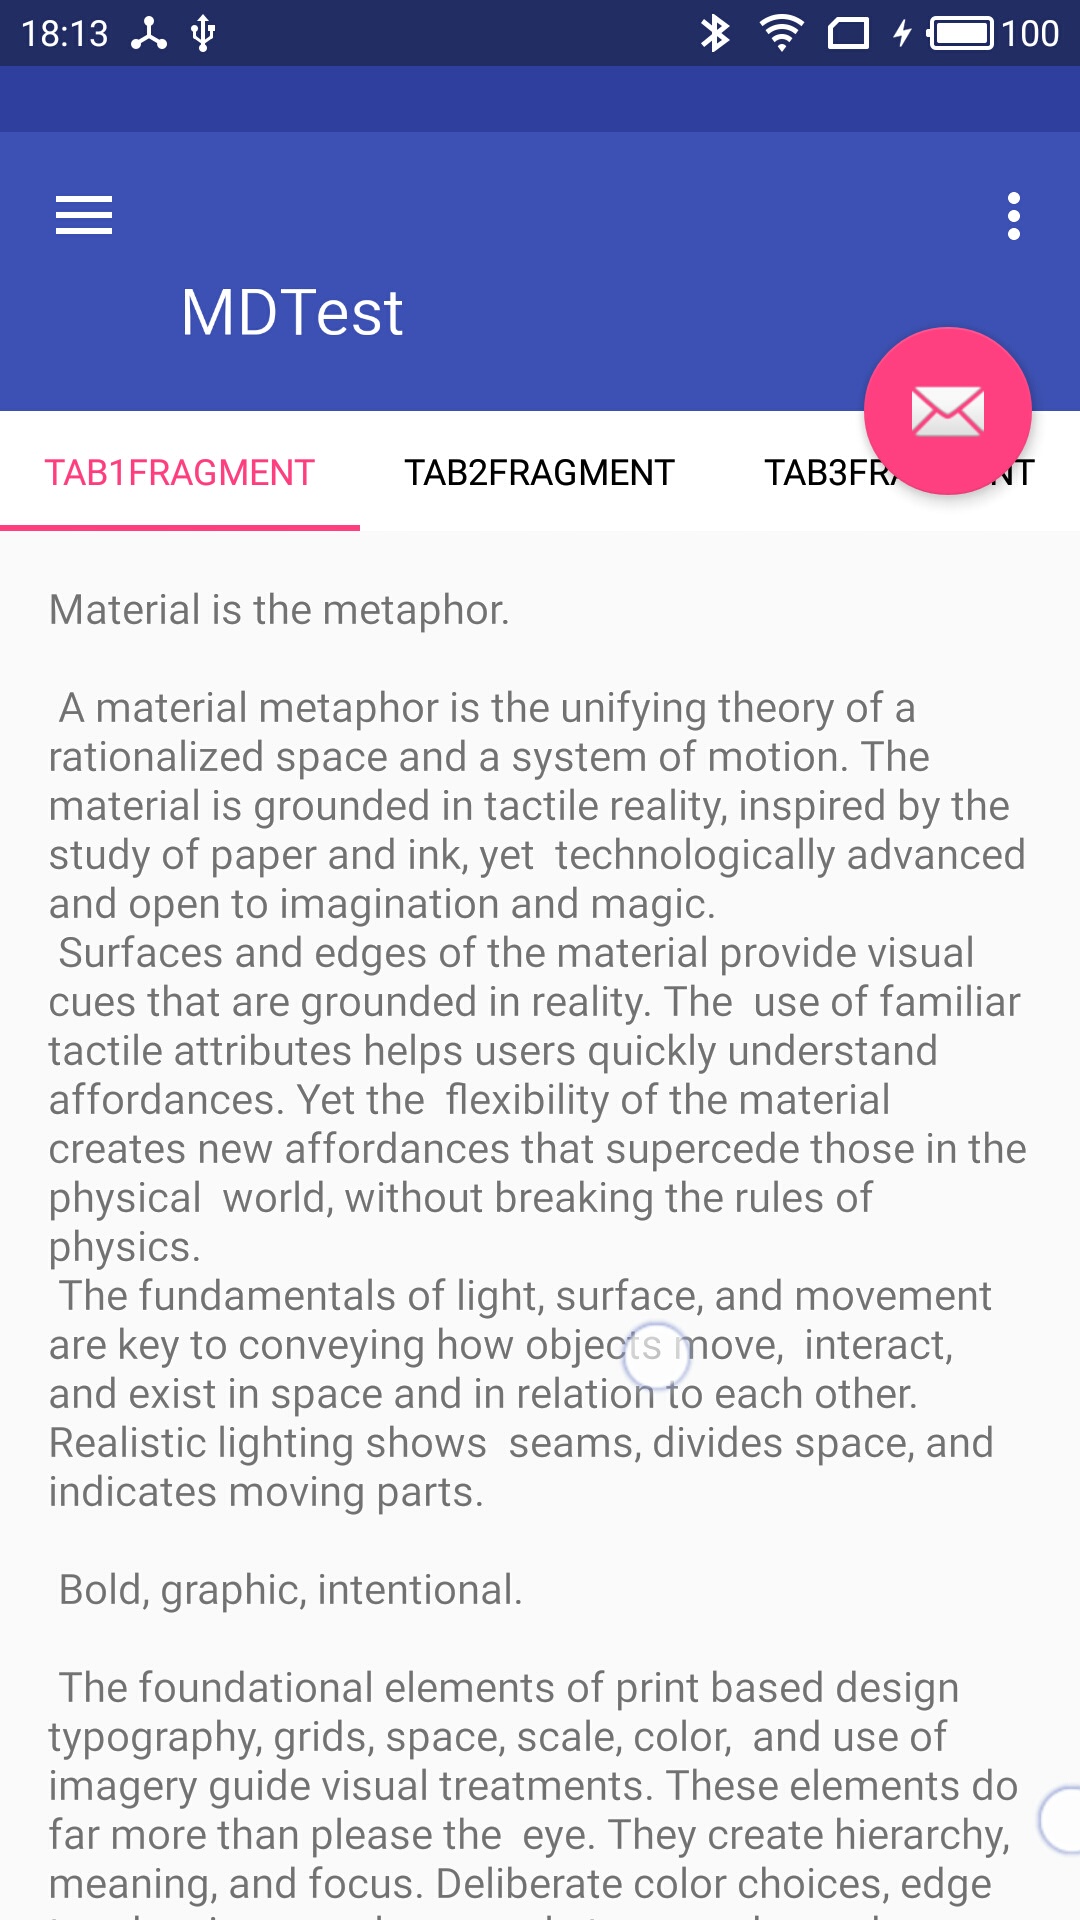 18:13 100
MDTest
TAB1FRAGMENT TAB2FRAGMENT
Material is the metaphor.
A material metaphor is the unifying theory of a
rationalized space and a system of motion. The
material is grounded in tactile reality, inspired by the
study of paper and ink, yet  technologically advanced
and open to imagination and magic.
Surfaces and edges of the material provide visual
cues that are grounded in reality. The  use of familiar
tactile attributes helps users quickly understand
affordances. Yet the  flexibility of the material
creates new affordances that supercede those in the
physical  world, without breaking the rules of
physics.
The fundamentals of light, surface, and movement
are key to conveying how objects move,  interact,
and exist in space and in relation to each other.
Realistic lighting shows  seams, divides space, and
indicates moving parts.
Bold, graphic, intentional.
The foundational elements of print based design
typography, grids, space, scale, color,  and use of
imagery guide visual treatments. These elements do
far more than please the  eye. They create hierarchy,
meaning, and focus. Deliberate color choices, edge